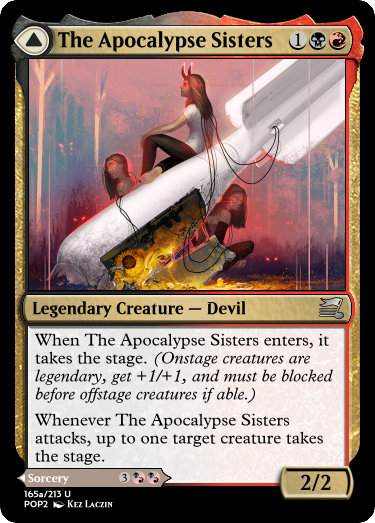 The Apocalypse Sisters 1
Legendary Creature — Devil
When The Apocalypse Sisters enters, it
takes the stage. (Onstage creatures are
legendary, get +1/+1, and must be blocked
before offstage creatures if able.)
Whenever The Apocalypse Sisters
attacks, up to one target creature takes
the stage.
Sorcery 3
2/2
165a/213 U
POP2 Kez Laczin